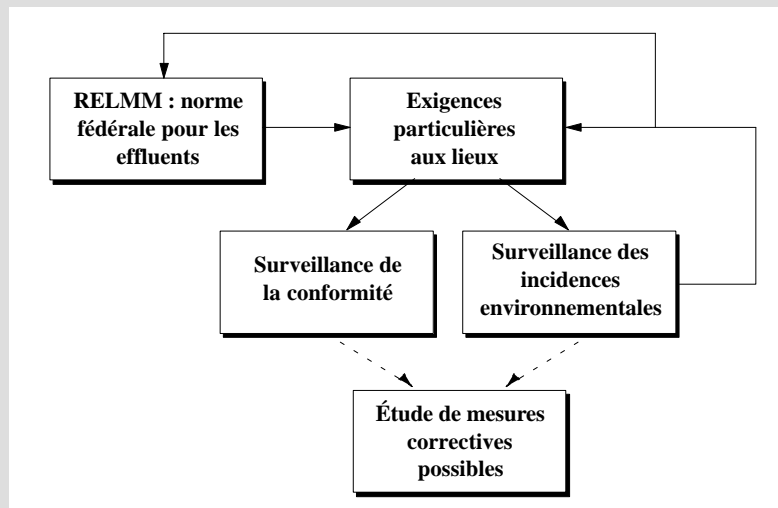 RELMM : norme
fédérale pour les
effluents
Exigences
particulières
aux lieux
Surveillance de
la conformité
Surveillance des
incidences
environnementales
Étude de mesures
correctives
possibles